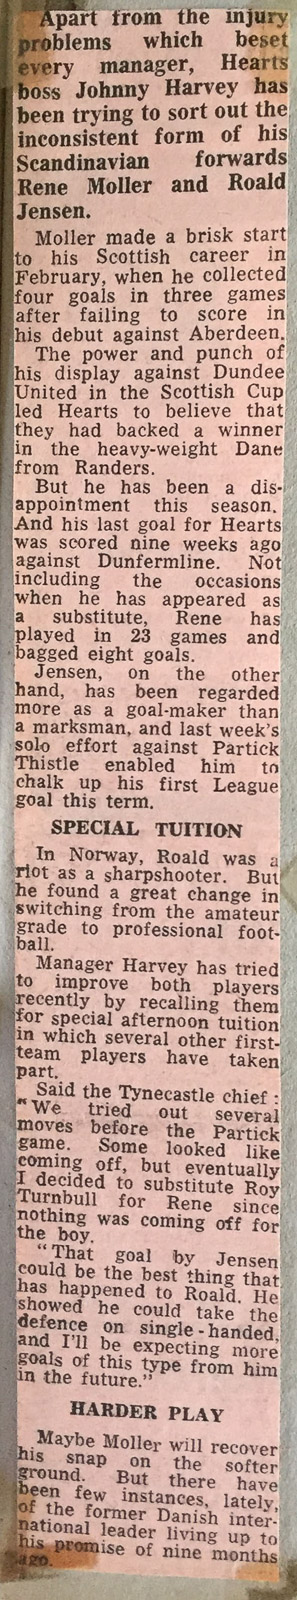 Apart from the injury
problems which beset
every manager, Hearts
boss Johnny Harvey has
been trying to sort out the
inconsistent form of his
Scandinavian forwards
Rene Moller and Roald
Jensen.
Moller made a brisk start
to his Scottish career in
February, when he collected
four goals in three games
after failing to score in
his debut against Aberdeen.
The power and punch of
his display against Dundee
United in the Scottish Cup
led Hearts to believe that
they had backed a winner
in the heavy-weight Dane
from Randers.
But he has been a dis-
appointment this season.
And his last goal for Hearts
was scored nine weeks ago
against Dunfermline. Not
including the occasions
when he has appeared as
a substitute, Rene has
played in 23 games and
bagged eight goals.
Jensen, on the other
hand, has been regarded
more as a goal-maker than
a marksman, and last week's
solo effort against Partick
Thistle enabled him to
chalk up his first League
goal this term.
SPECIAL TUITION
In Norway, Roald was a
riot as a sharpshooter. But
he found a great change in
switching from the amateur
grade to professional foot-
ball.
Manager Harvey has tried
to improve both players
recently by recalling them
for special afternoon tuition
in which several other first-
team players have taken
part.
Said the Tynecastle chief :
"We tried out several
moves before the Partick
game. Some looked like
coming off, but eventually
I decided to substitute Roy
Turnbull for Rene since
nothing was coming off for
the boy.
"That goal by Jensen
could be the best thing that
has happened to Roald. He
showed he could take the
defence on single-handed,
and I'll be expecting more
goals of this type from him
in the future."
HARDER PLAY
Maybe Moller will recover
his snap on the softer
ground. But there have
been few instances, lately,
of the former Danish inter-
national leader living up to
his promise of nine months
ago.